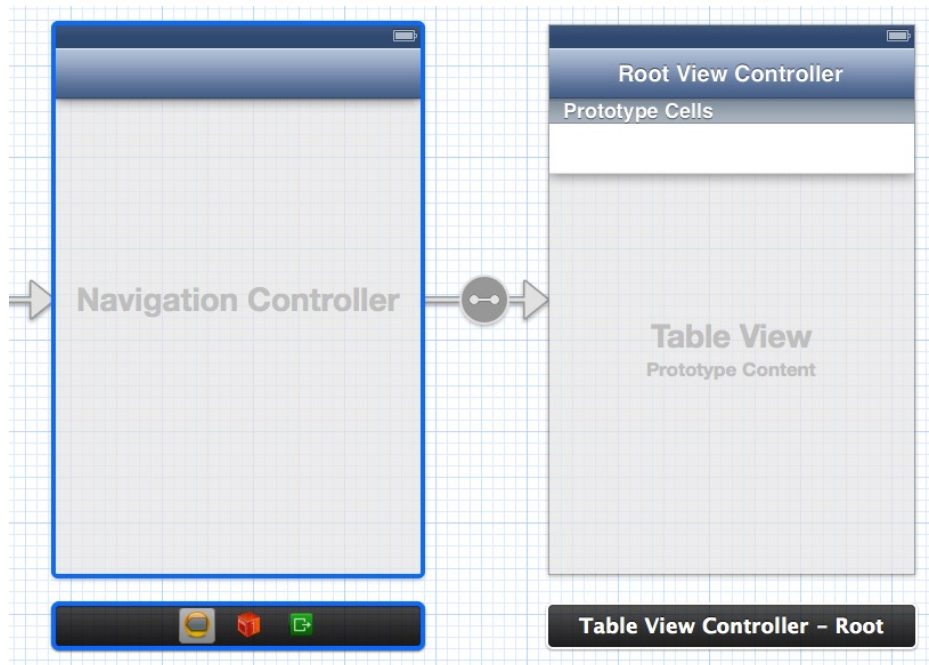 Navigation Controller
Root View Controller
Prototype Cells
Table View
Prototype Content
Table View Controller – Root